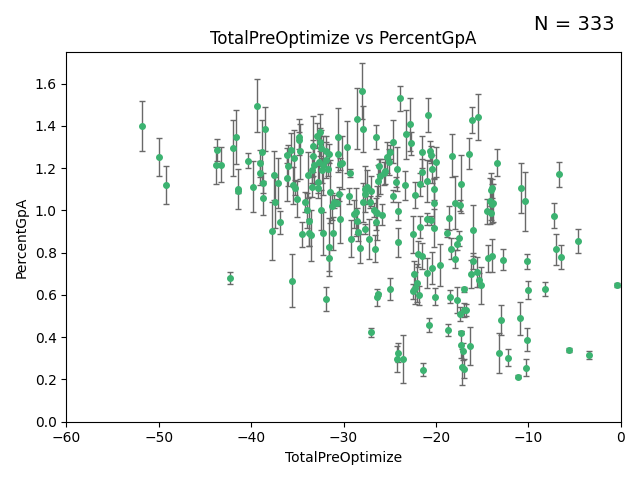 N = 333
TotalPreOptimize vs PercentGpA
PercentGpA
1.6
1.4
1.2
1.0
0.8
0.6
0.4
0.2
0.0
−60 −50 −40 −30 −20 −10 0
TotalPreOptimize